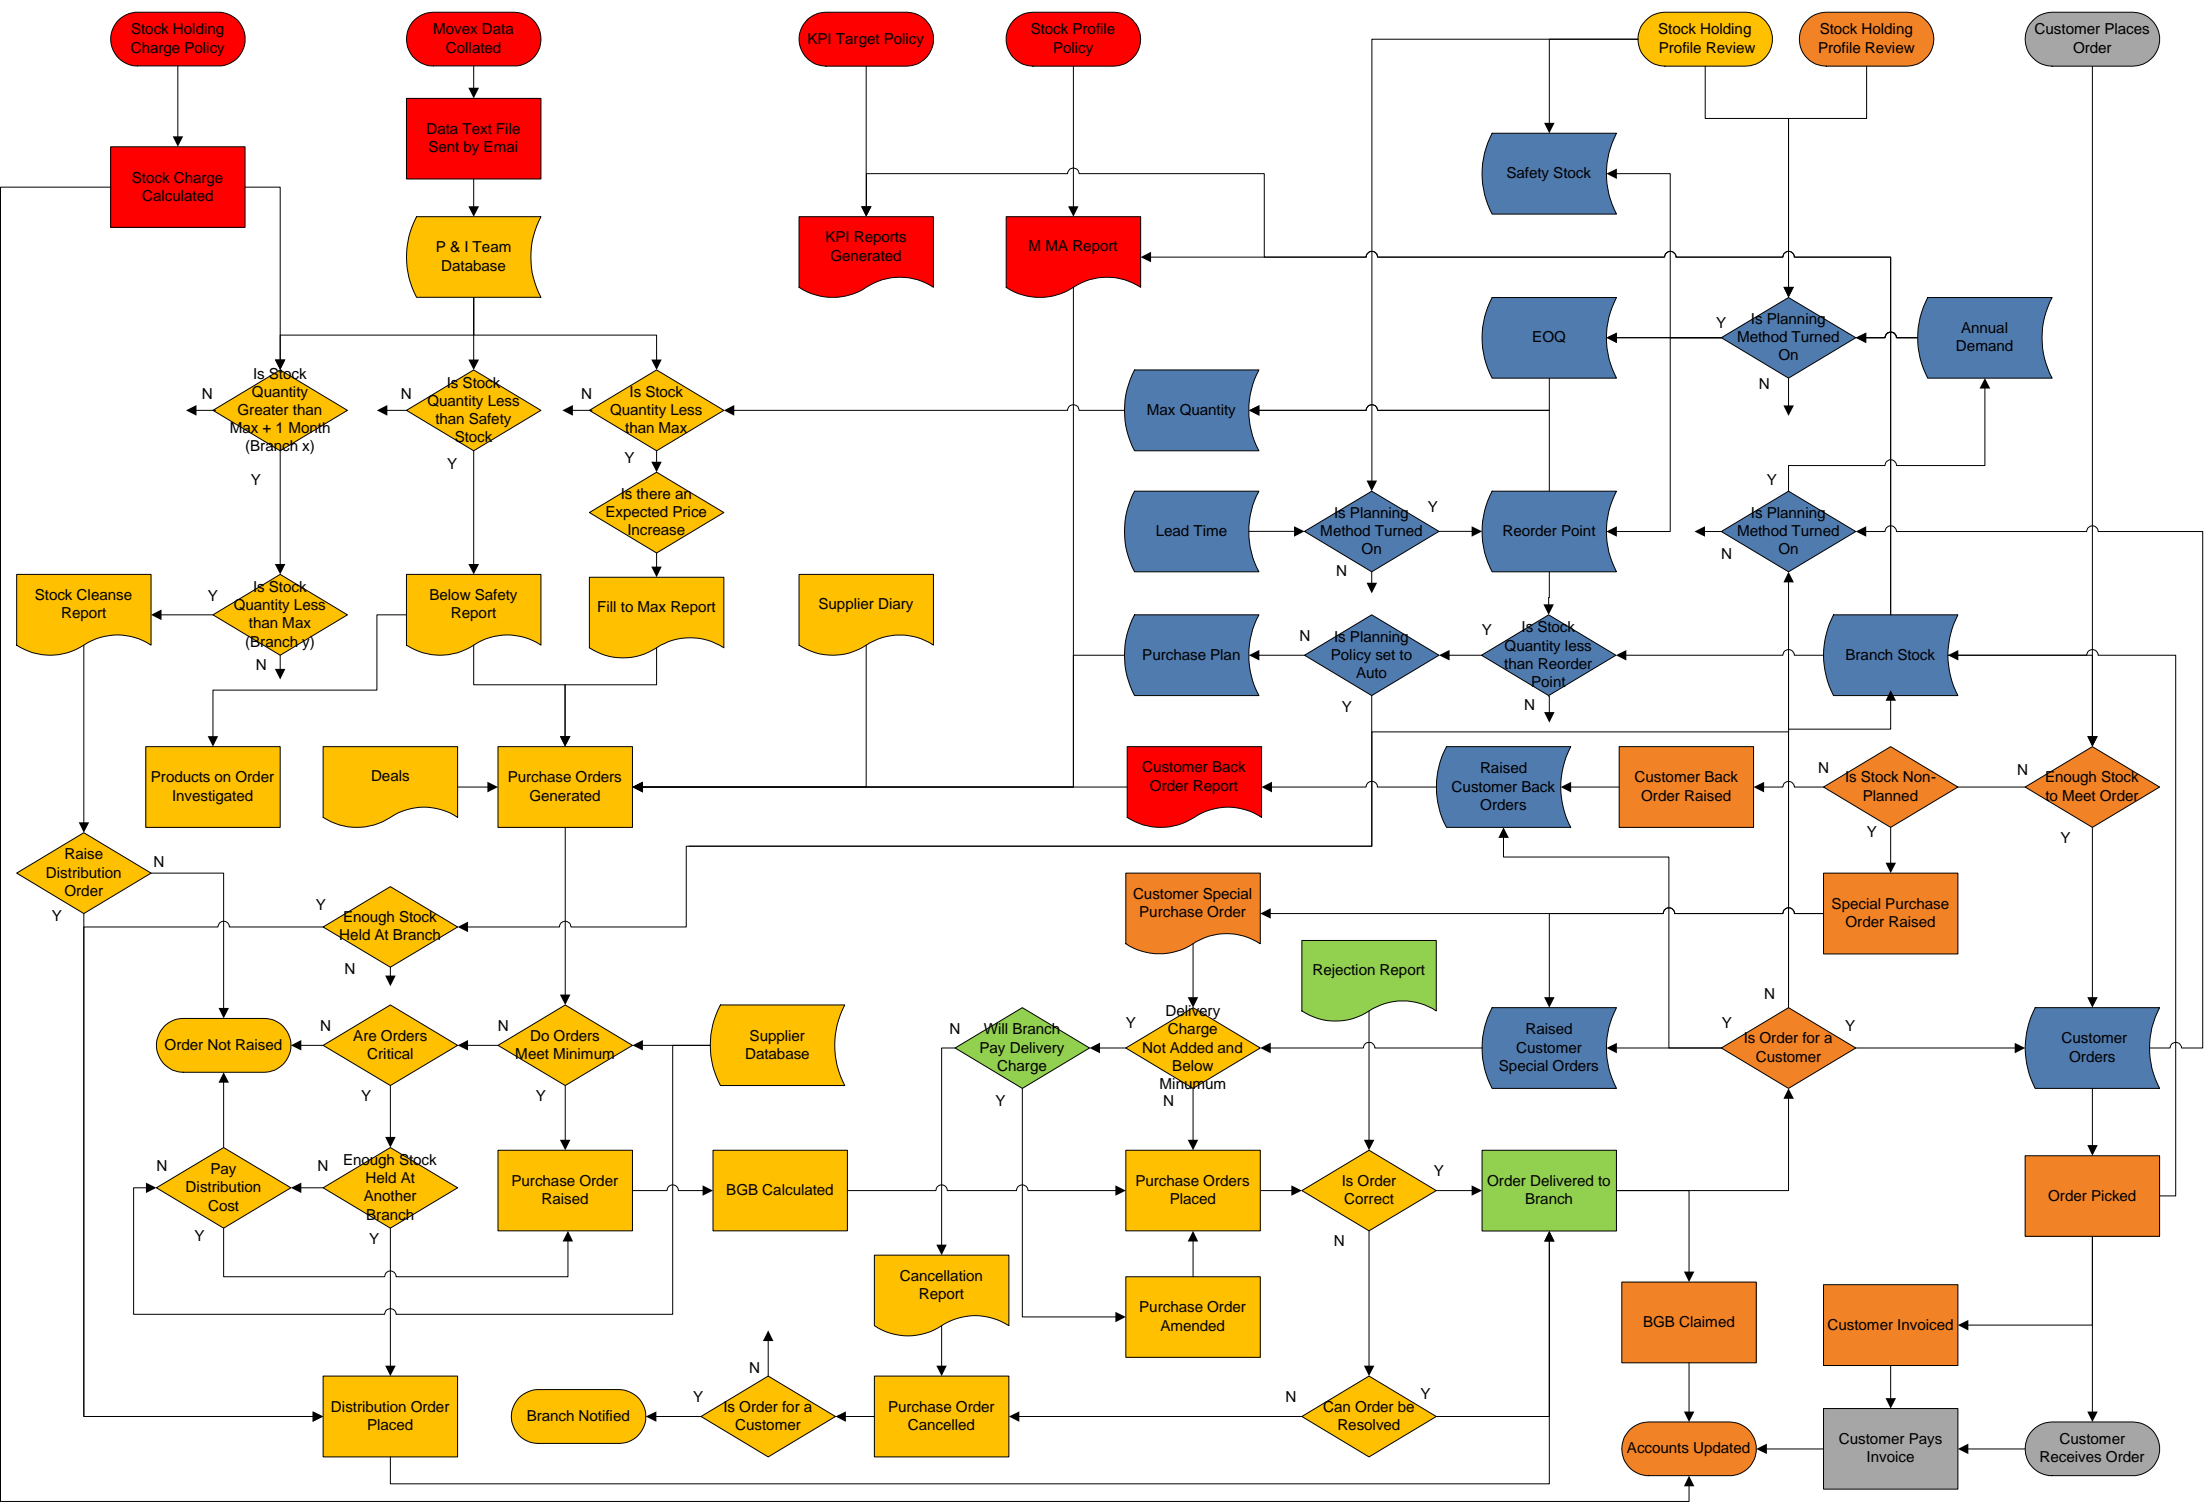 Stock Holding
Charge Policy
Movex Data
Collated
KPI Target Policy
Stock Profile
Policy
Stock Holding
Profile Review
Stock Holding
Profile Review
Customer Places
Order
Data Text File
Sent by Emai
Stock Charge
Calculated
Safety Stock
P & I Team
Database
KPI Reports
Generated
M MA Report
EOQ
Y
Is Planning
Method Turned
On
N
Annual
Demand
N
Is Stock
Quantity
Greater than
Max + 1 Month
(Branch x)
Y
N
Is Stock
Quantity Less
than Safety
Stock
Y
N
Is Stock
Quantity Less
than Max
Y
Max Quantity
Is there an
Expected Price
Increase
Lead Time
Is Planning
Method Turned
On
Y
N
Reorder Point
Y
Is Planning
Method Turned
On
N
Stock Cleanse
Report
Y
Is Stock
Quantity Less
than Max
(Branch y)
N
Below Safety
Report
Fill to Max Report
Supplier Diary
Purchase Plan
N
Is Planning
Policy set to
Auto
Y
Y
Is Stock
Quantity less
than Reorder
Point
N
Branch Stock
Products on Order
Investigated
Deals
Purchase Orders
Generated
Customer Back
Order Report
Raised
Customer Back
Orders
Customer Back
Order Raised
N
Is Stock Non-
Planned
Y
N
Enough Stock
to Meet Order
Y
Raise
Distribution
Order
N
Y
Y
Enough Stock
Held At Branch
N
Customer Special
Purchase Order
Special Purchase
Order Raised
Rejection Report
Order Not Raised
N
Are Orders
Critical
Y
N
Do Orders
Meet Minimum
Y
Supplier
Database
N
Will Branch
Pay Delivery
Charge
Y
Y
Delivery
Charge
Not Added and
Below
Minumum
N
Raised
Customer
Special Orders
N
Y
Is Order for a
Customer
Y
Customer
Orders
N
Pay
Distribution
Cost
Y
N
Enough Stock
Held At
Another
Branch
Y
Purchase Order
Raised
BGB Calculated
Purchase Orders
Placed
Is Order
Correct
Y
N
Order Delivered to
Branch
Order Picked
Cancellation
Report
Purchase Order
Amended
BGB Claimed
Customer Invoiced
Distribution Order
Placed
Branch Notified
Y
N
Is Order for a
Customer
Purchase Order
Cancelled
N
Can Order be
Resolved
Y
Accounts Updated
Customer Pays
Invoice
Customer
Receives Order